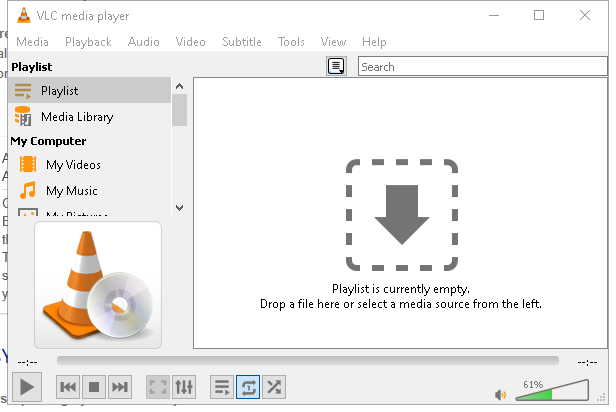 VLC media player
Media Playback Audio Video Subtitle Tools View Help
Playlist
Search
Playlist
Media Library
My Computer
My Videos
My Music
My Pictures
Playlist is currently empty.
Drop a file here or select a media source from the left.
--:-- --:--
61%